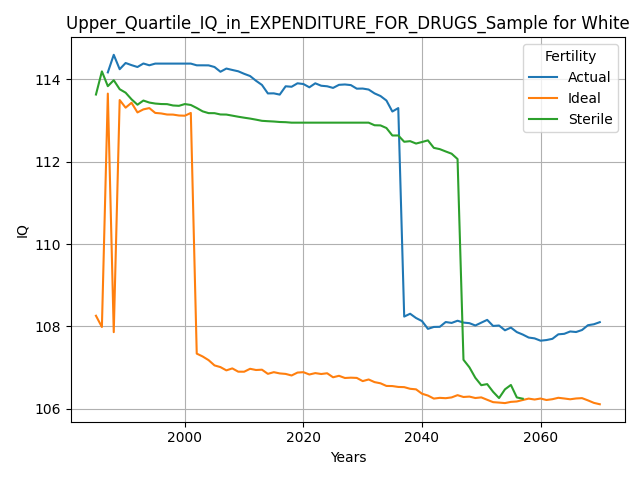 Upper_Quartile_IQ_in_EXPENDITURE_FOR_DRUGS_Sample for White
Fertility
Actual
Ideal
Sterile
114
112
110
108
106
IQ
2000
2020
2040
2060
Years